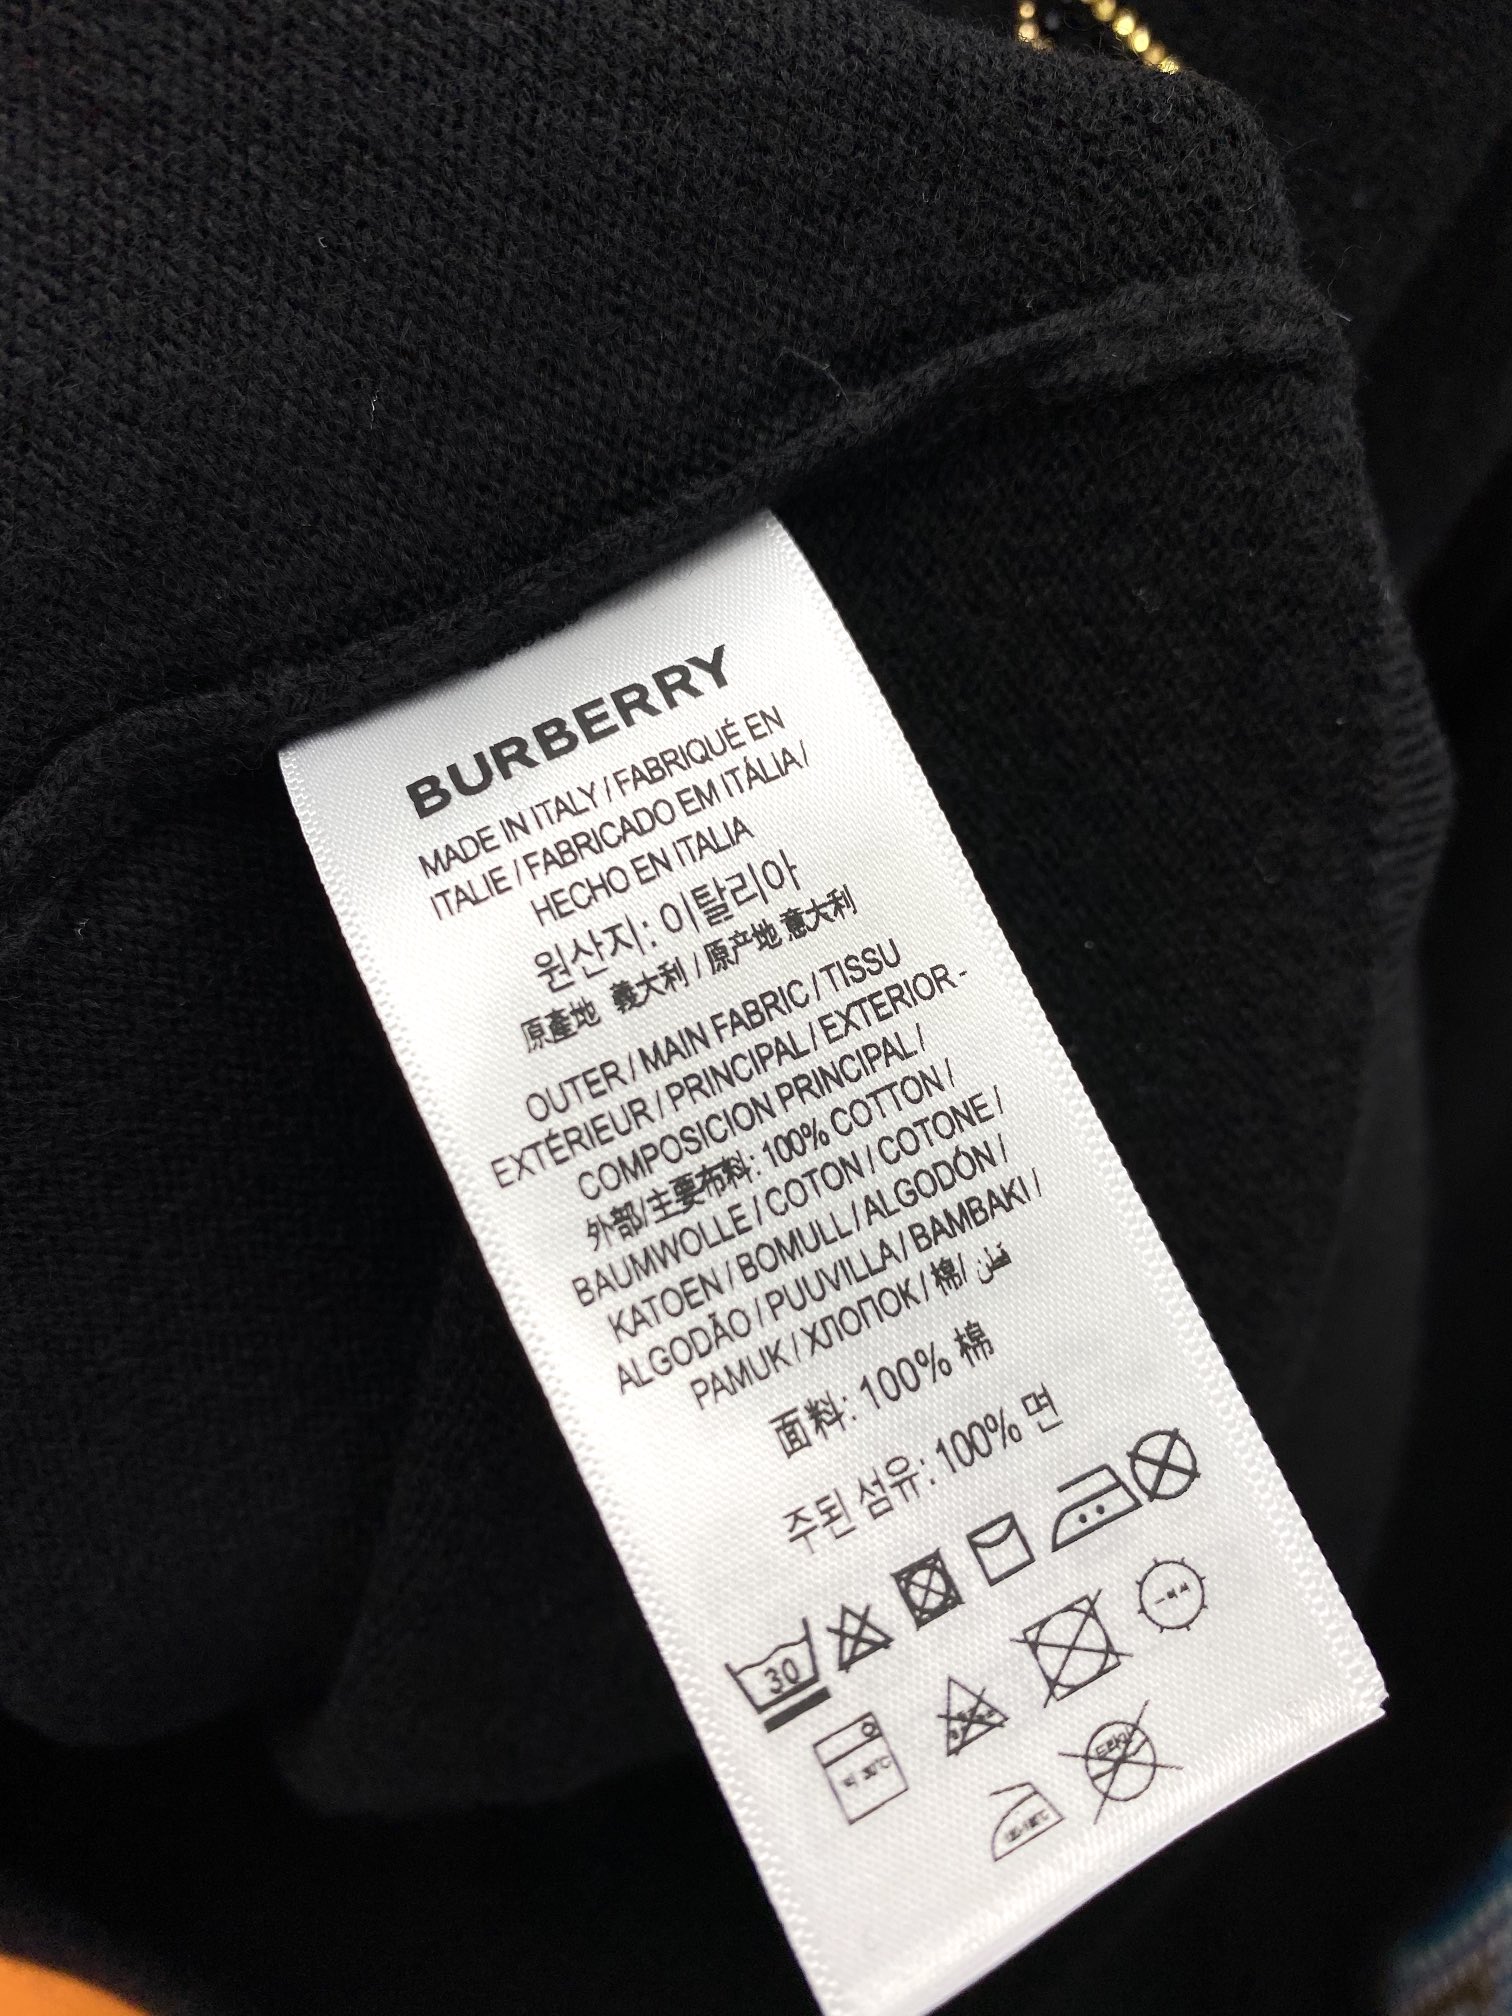 BURBERRY
MADE IN ITALY / FABRIQUÉ EN
ITALIE / FABRICADO EM ITÁLIA /
HECHO EN ITALIA
원산지: 이탈리아
原產地 義大利 / 原产地 意大利
OUTER / MAIN FABRIC / TISSU
EXTÉRIEUR / PRINCIPAL / EXTERIOR -
COMPOSICION PRINCIPAL /
外部/主要布料: 100% COTTON /
BAUMWOLLE / COTON / COTONE /
KATOEN / BOMULL / ALGODÓN /
ALGODÃO / PUUVILLA / BAMBAKI /
PAMUK / ХЛОПОК / 棉/ قطن
面料: 100% 棉
주된 섬유: 100% 면
30